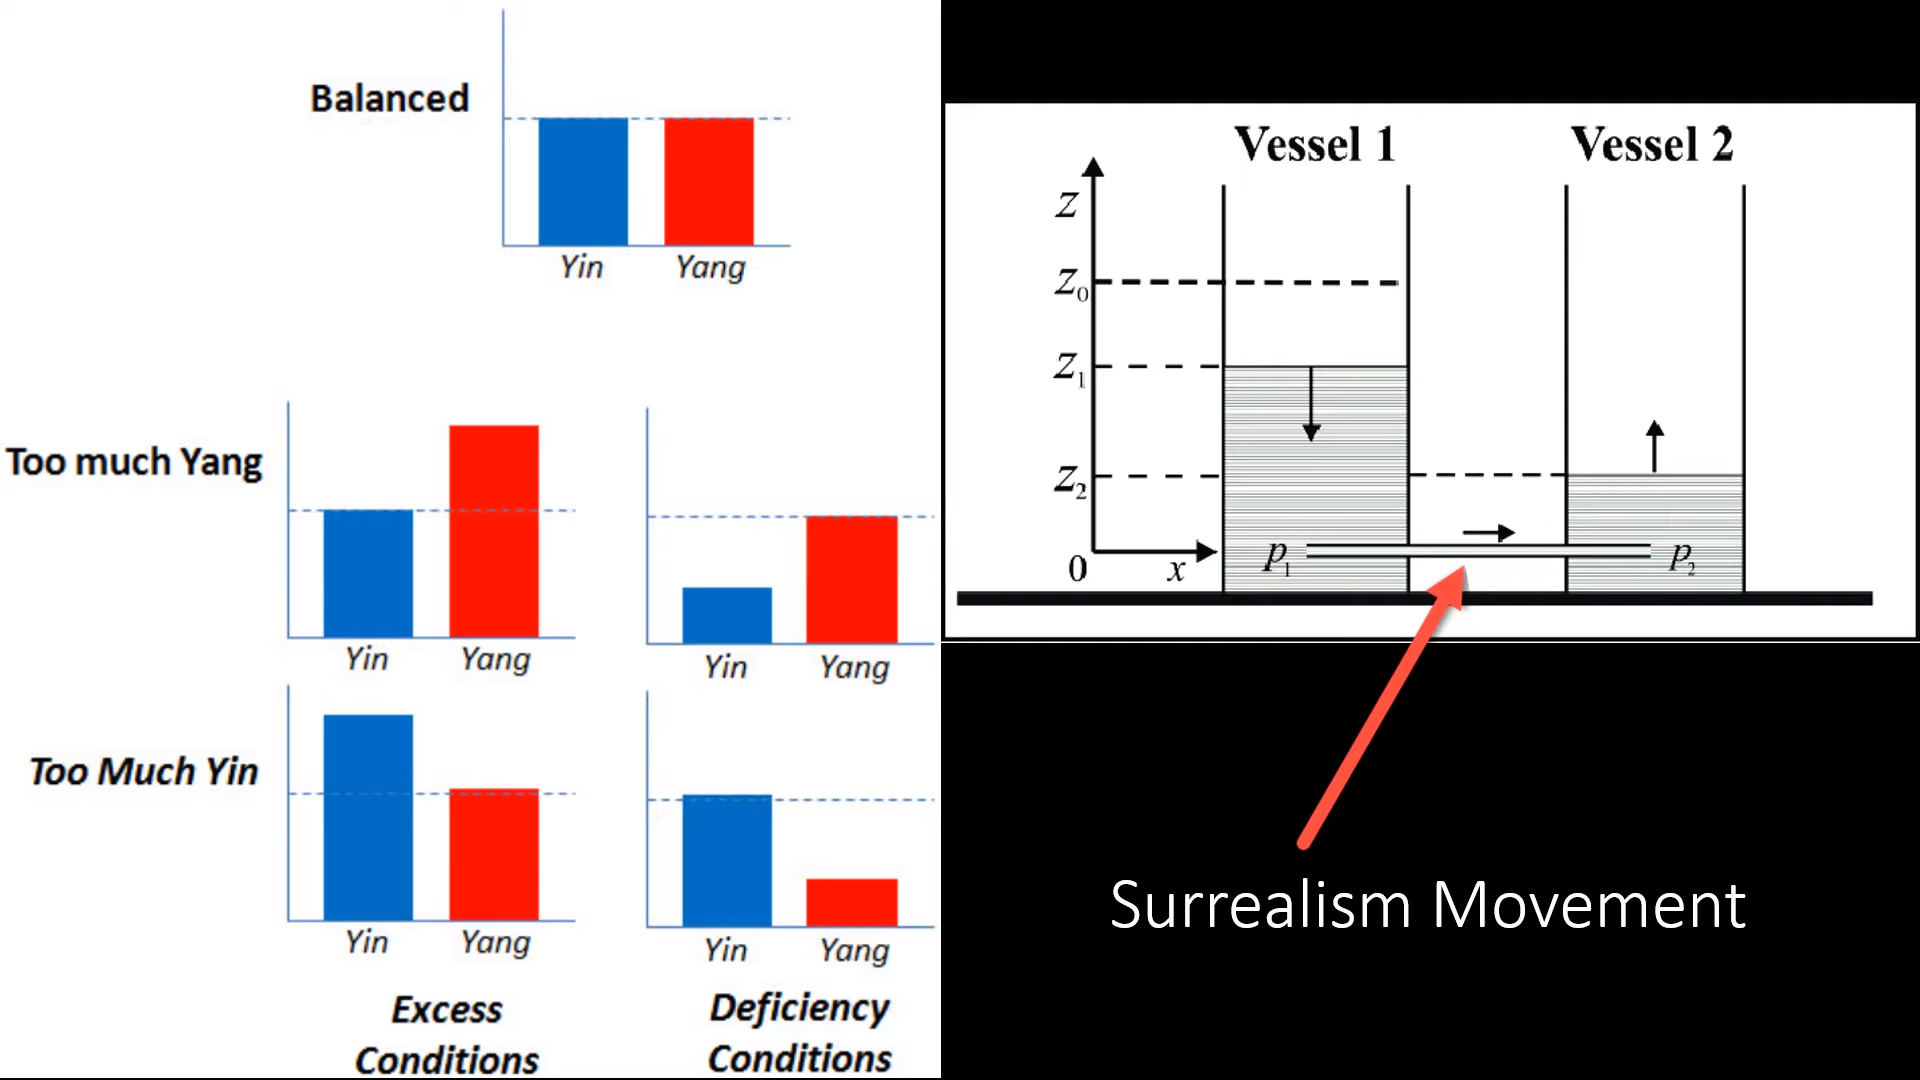 Balanced
Yin Yang
Too much Yang
Yin Yang
Yin Yang
Too Much Yin
Yin Yang
Yin Yang
Excess
Conditions
Deficiency
Conditions
Vessel 1 Vessel 2
z
z0
z1
z2
0 x p1 p2
Surrealism Movement